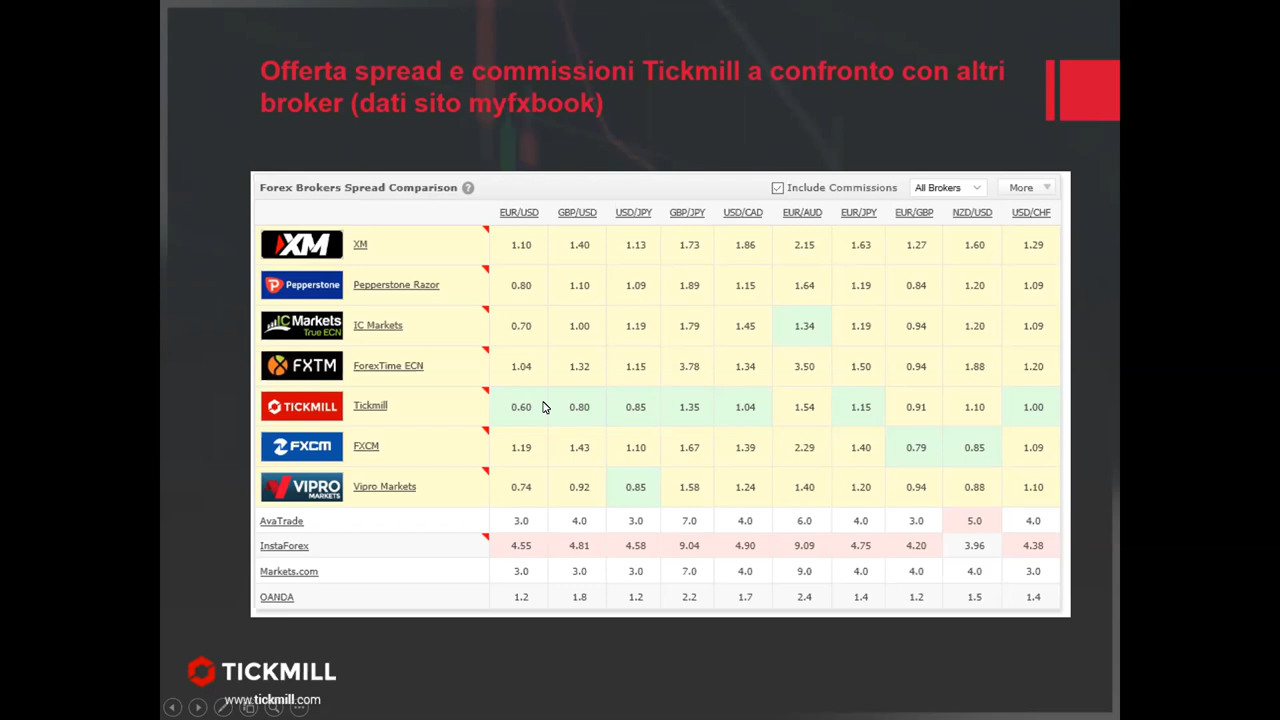 Offerta spread e commissioni Tickmill a confronto con altri
broker (dati sito myfxbook)
Forex Brokers Spread Comparison ? Include Commissions All Brokers More
EUR/USD GBP/USD USD/JPY GBP/JPY USD/CAD EUR/AUD EUR/JPY EUR/GBP NZD/USD USD/CHF
XM XM 1.10 1.40 1.13 1.73 1.86 2.15 1.63 1.27 1.60 1.29
Pepperstone Pepperstone Razor 0.80 1.10 1.09 1.89 1.15 1.64 1.19 0.84 1.20 1.09
IC Markets True ECN IC Markets 0.70 1.00 1.19 1.79 1.45 1.34 1.19 0.94 1.20 1.09
FXTM ForexTime ECN 1.04 1.32 1.15 3.78 1.34 3.50 1.50 0.94 1.88 1.20
TICKMILL Tickmill 0.60 0.80 0.85 1.35 1.04 1.54 1.15 0.91 1.10 1.00
FXCM FXCM 1.19 1.43 1.10 1.67 1.39 2.29 1.40 0.79 0.85 1.09
VIPRO MARKETS Vipro Markets 0.74 0.92 0.85 1.58 1.24 1.40 1.20 0.94 0.88 1.10
AvaTrade 3.0 4.0 3.0 7.0 4.0 6.0 4.0 3.0 5.0 4.0
InstaForex 4.55 4.81 4.58 9.04 4.90 9.09 4.75 4.20 3.96 4.38
Markets.com 3.0 3.0 3.0 7.0 4.0 9.0 4.0 4.0 4.0 3.0
OANDA 1.2 1.8 1.2 2.2 1.7 2.4 1.4 1.2 1.5 1.4
TICKMILL
www.tickmill.com